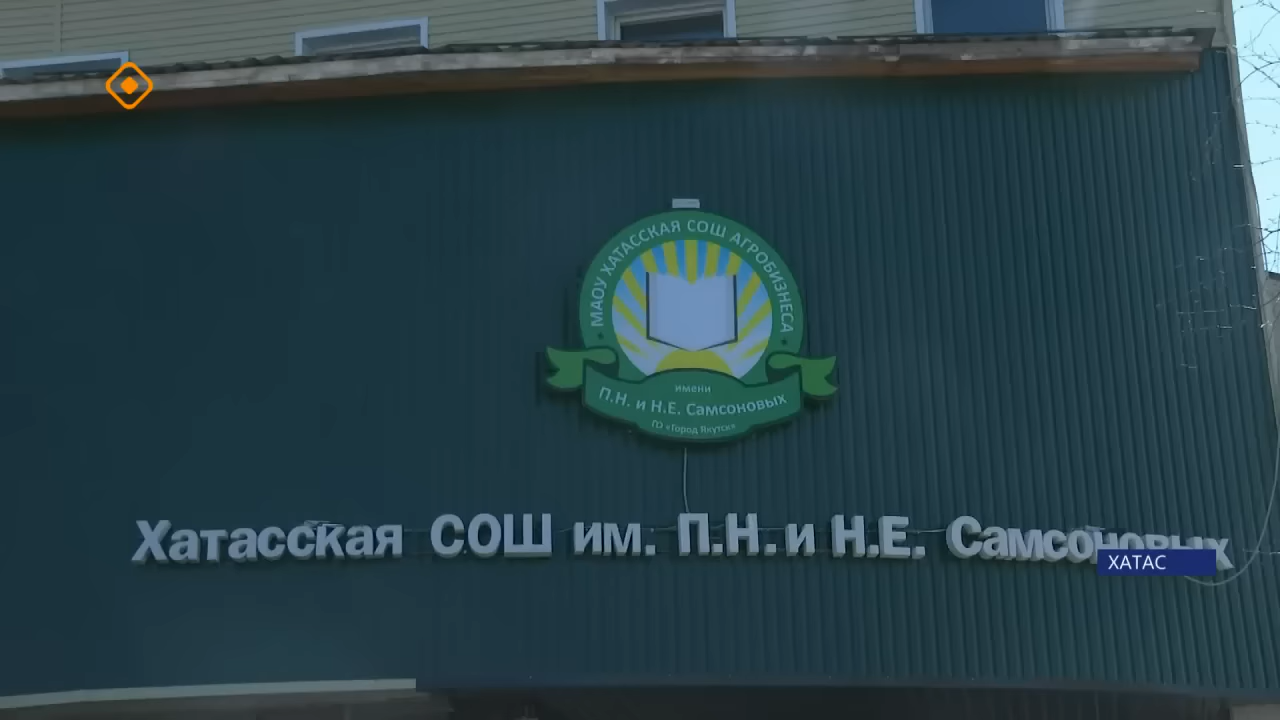 МАОУ ХАТАССКАЯ СОШ АГРОБИЗНЕСА
имени
П.Н. и Н.Е. Самсоновых
ГО «Город Якутск»
Хатасская СОШ им. П.Н. и Н.Е. Самсоновых
ХАТАС